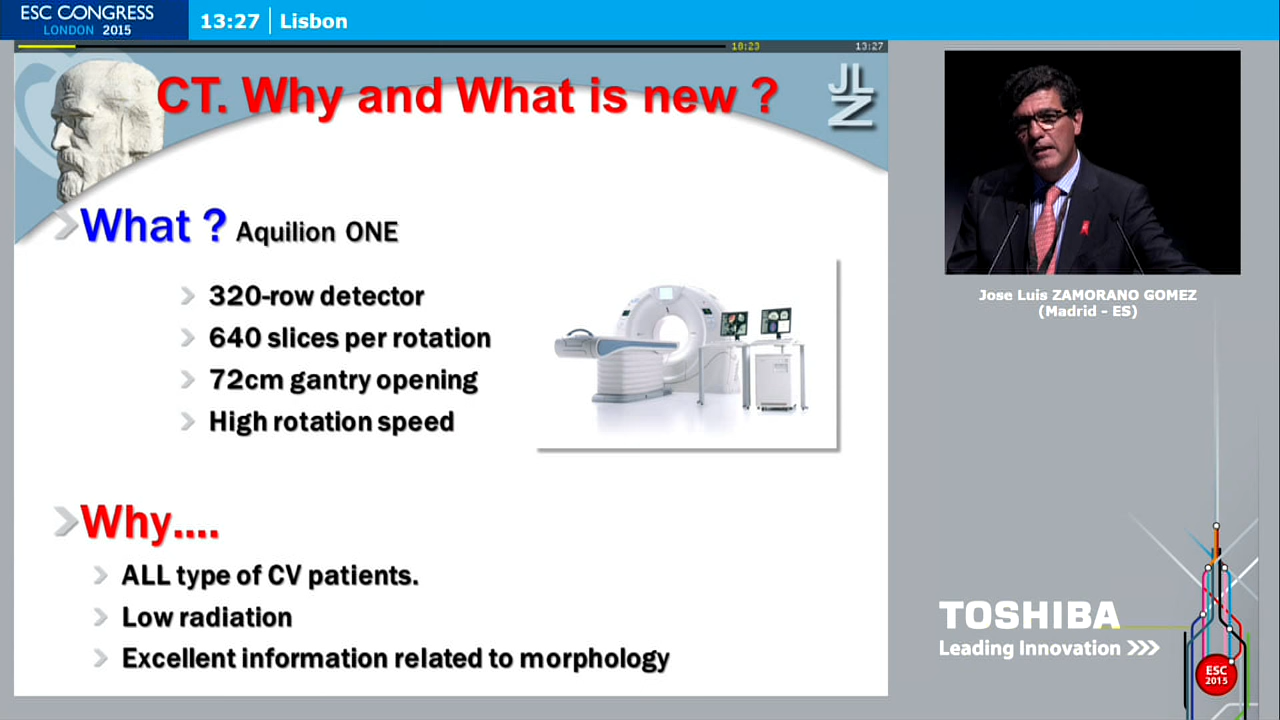 ESC CONGRESS
LONDON 2015
13:27 | Lisbon
18:23
13:27
CT. Why and What is new ?
JL
Z
What ? Aquilion ONE
320-row detector
640 slices per rotation
72cm gantry opening
High rotation speed
Why....
ALL type of CV patients.
Low radiation
Excellent information related to morphology
Jose Luis ZAMORANO GOMEZ
(Madrid - ES)
TOSHIBA
Leading Innovation >>>
ESC
2015